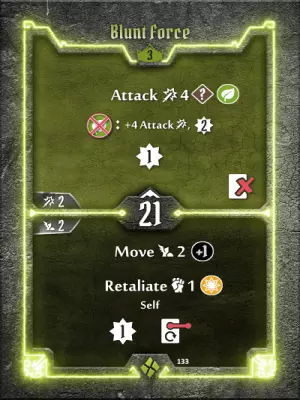 Blunt Force
3
Attack 4 ?
: +4 Attack , 2
1
2
21
2
Move 2 +1
Retaliate 1
Self
1
133